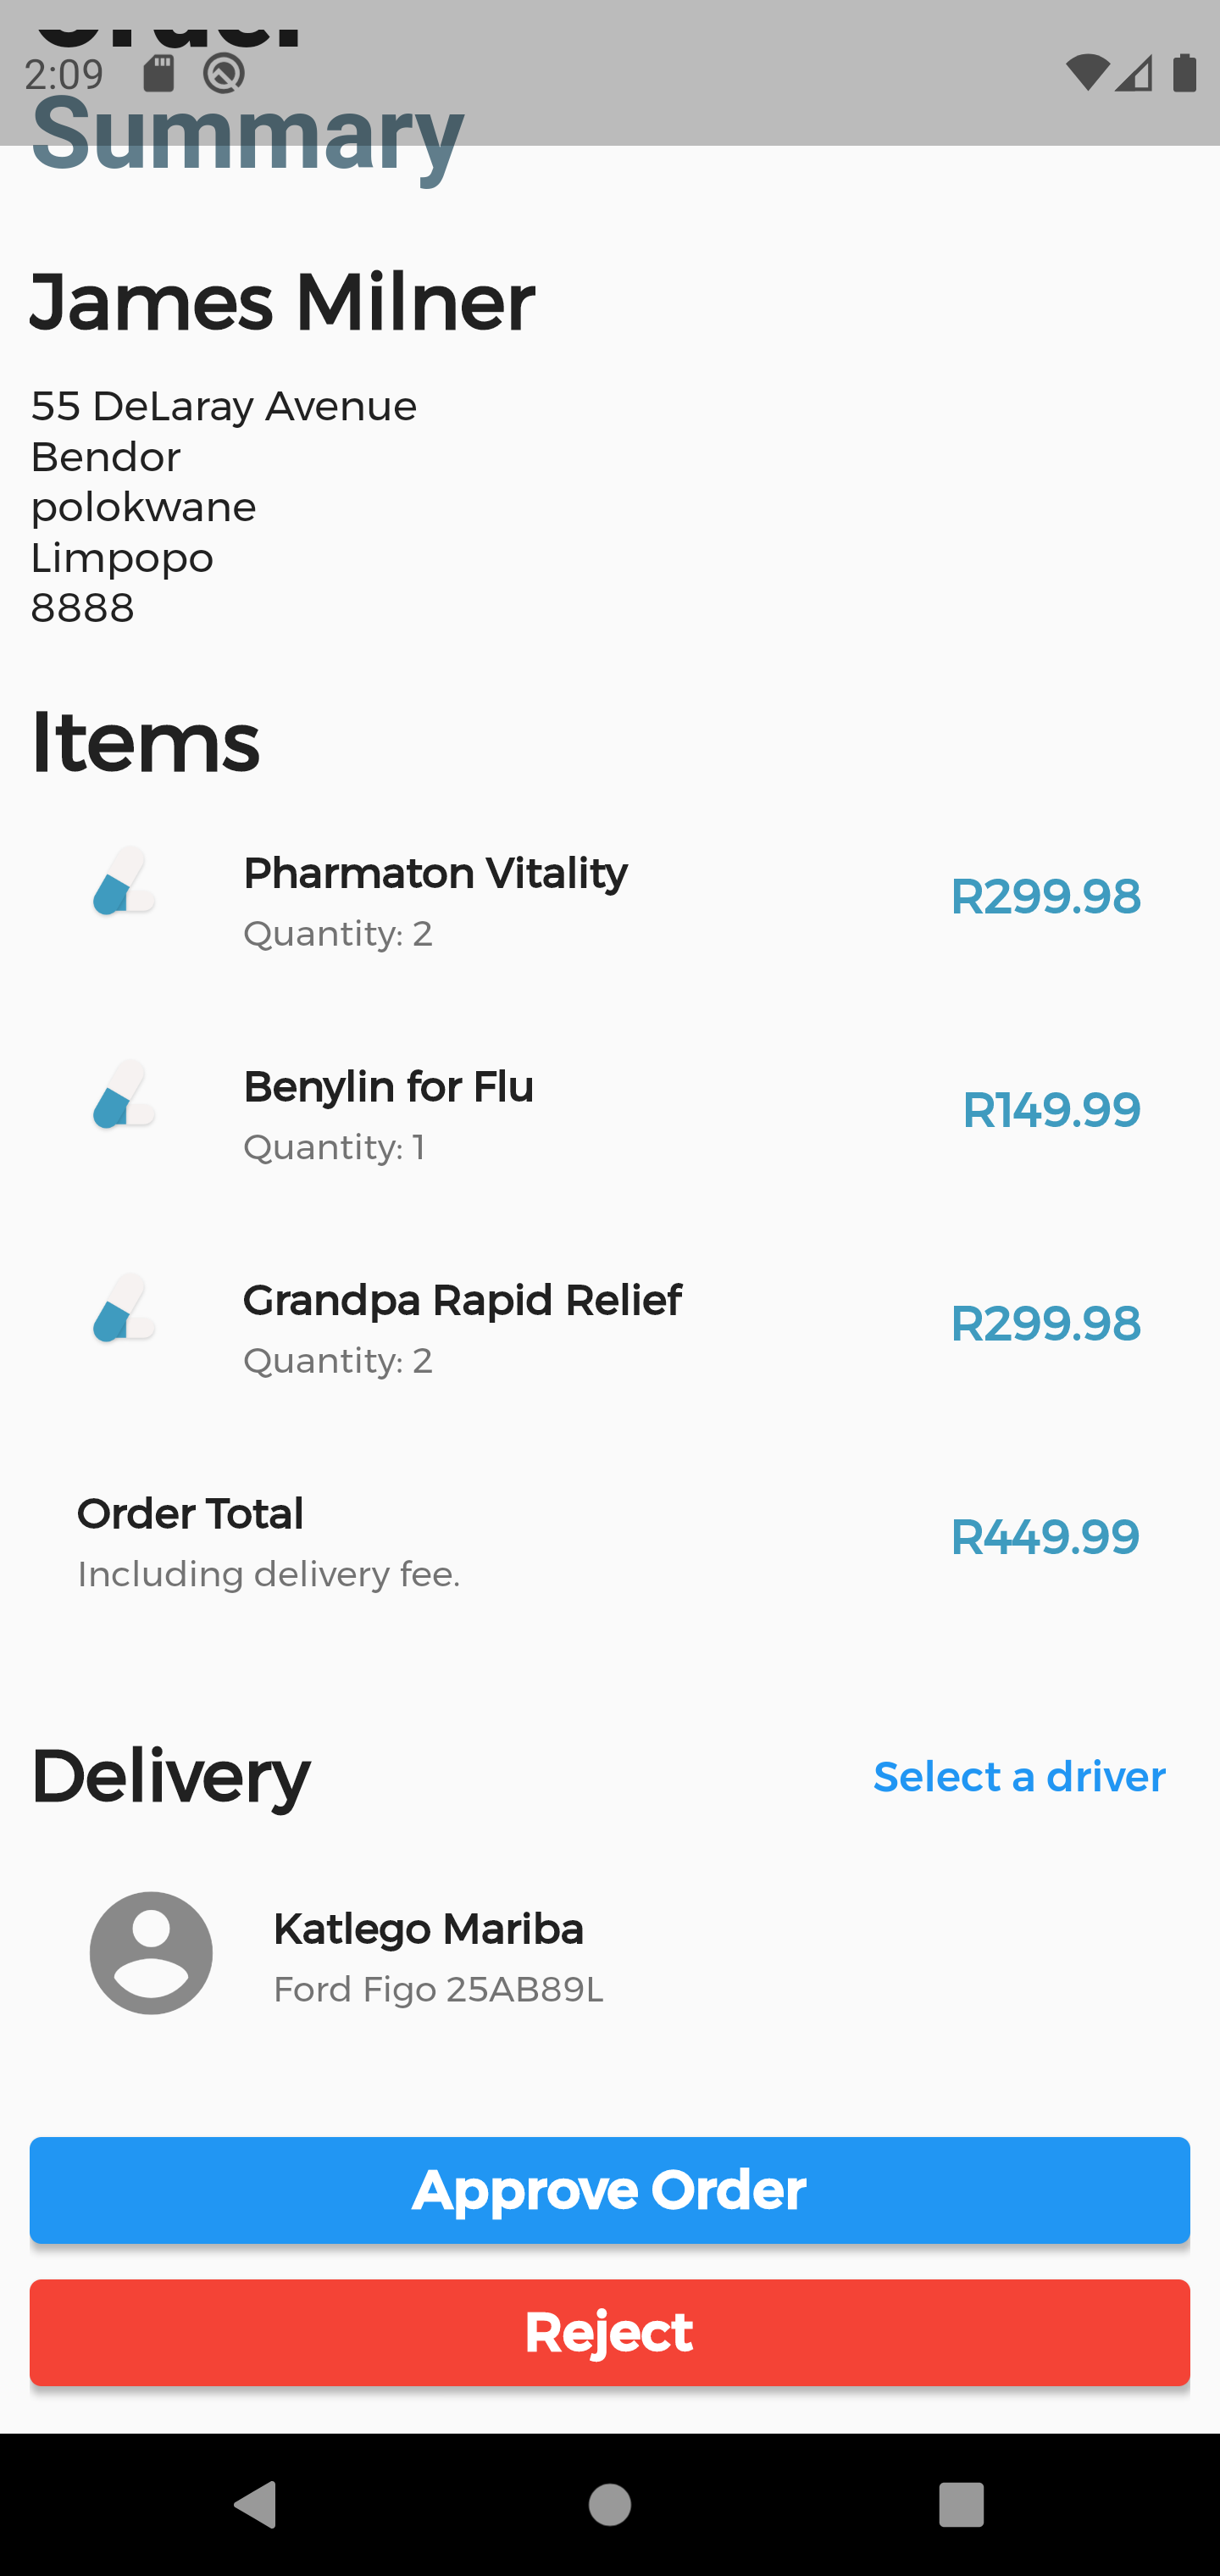 2:09
Summary
James Milner
55 DeLaray Avenue
Bendor
polokwane
Limpopo
8888
Items
Pharmaton Vitality
Quantity: 2
R299.98
Benylin for Flu
Quantity: 1
R149.99
Grandpa Rapid Relief
Quantity: 2
R299.98
Order Total
Including delivery fee.
R449.99
Delivery
Select a driver
Katlego Mariba
Ford Figo 25AB89L
Approve Order
Reject